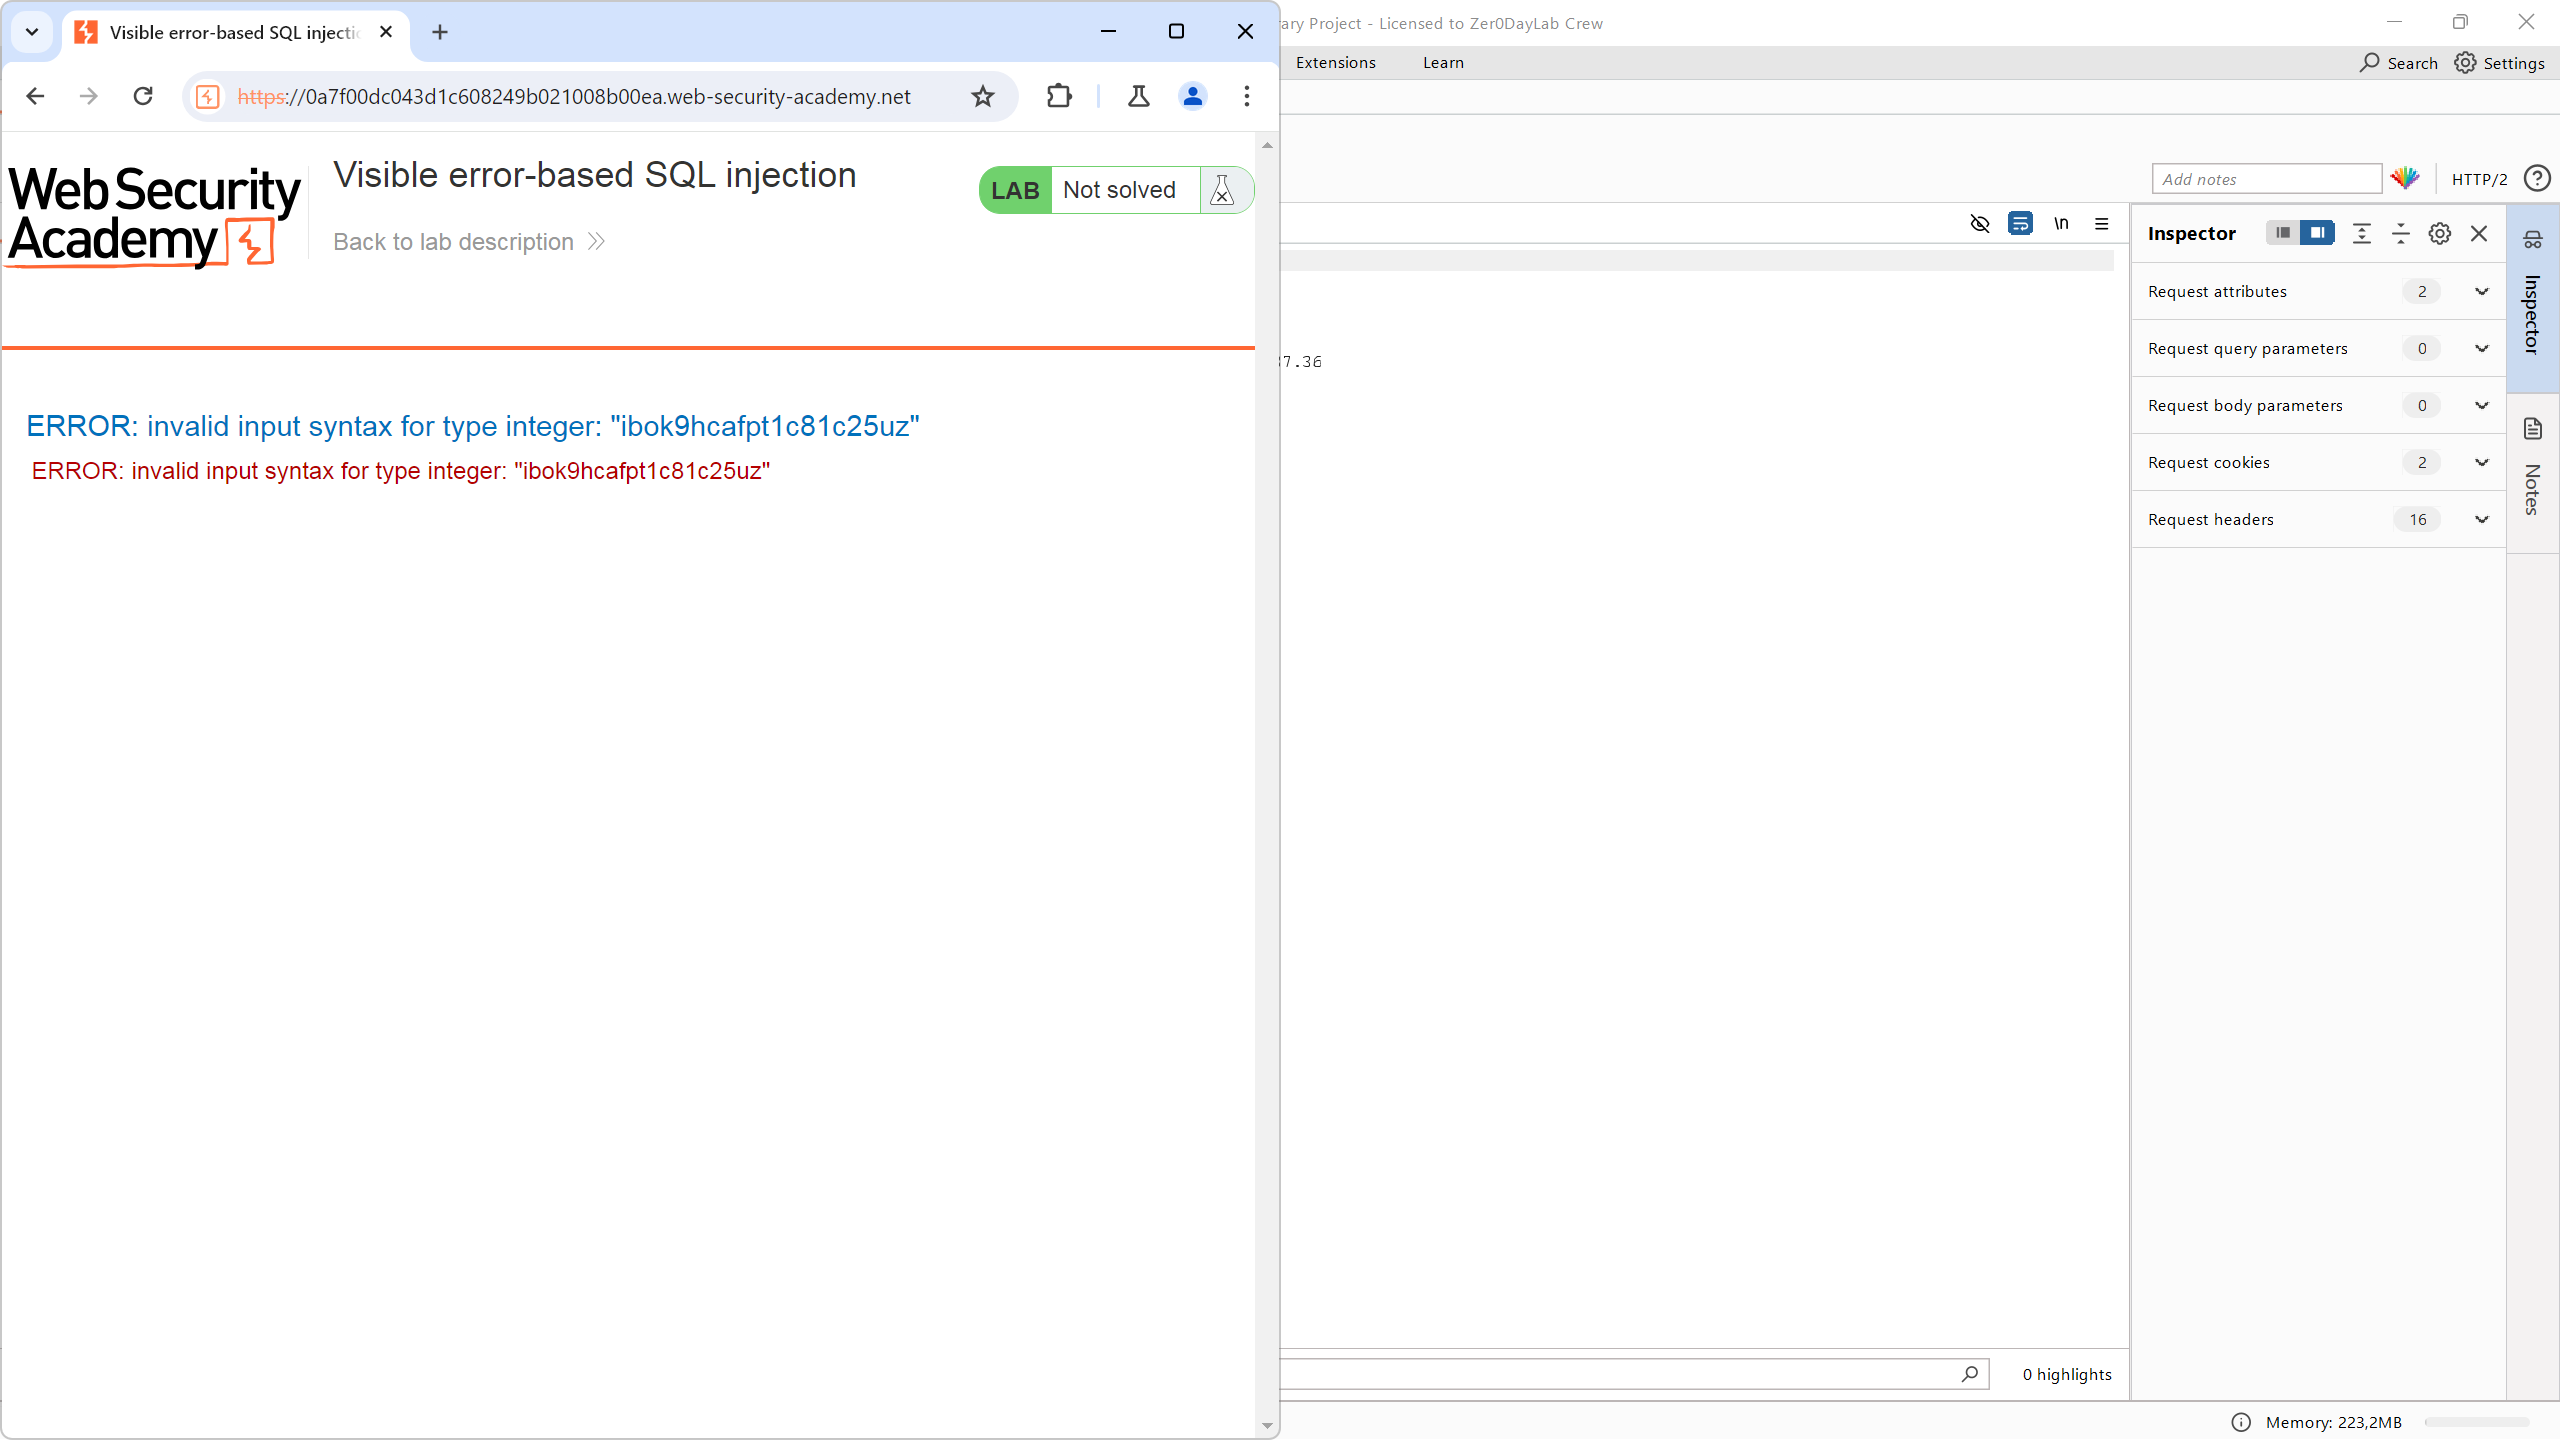 Visible error-based SQL injectic
https://0a7f00dc043d1c608249b021008b00ea.web-security-academy.net
Web Security
Academy
Visible error-based SQL injection
Back to lab description
LAB Not solved
ERROR: invalid input syntax for type integer: "ibok9hcafpt1c81c25uz"
ERROR: invalid input syntax for type integer: "ibok9hcafpt1c81c25uz"
rary Project - Licensed to Zer0DayLab Crew
Extensions Learn
Search Settings
Add notes
HTTP/2
\n
37.36
Inspector
Request attributes 2
Request query parameters 0
Request body parameters 0
Request cookies 2
Request headers 16
Inspector
Notes
0 highlights
Memory: 223,2MB